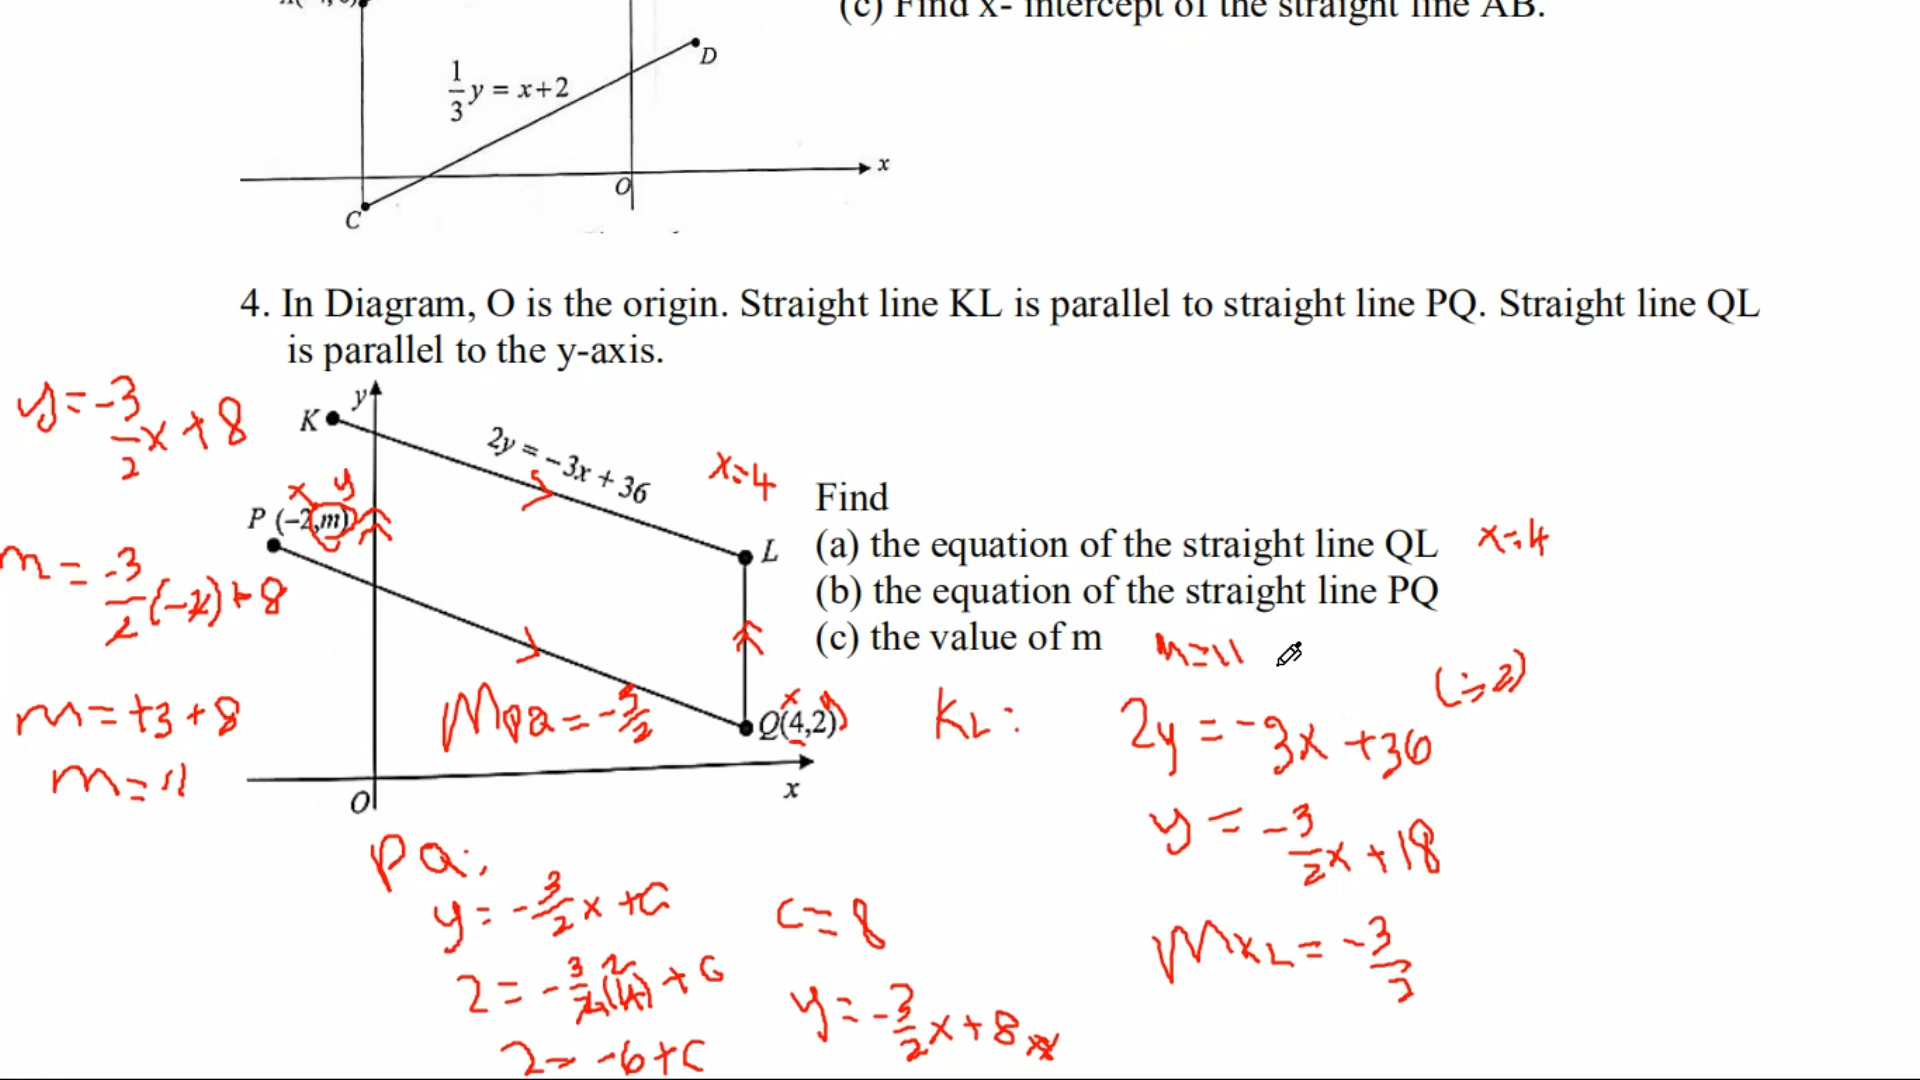 (c) Find x- intercept of the straight line AB.
D
1/3 y = x+2
x
O
C
4. In Diagram, O is the origin. Straight line KL is parallel to straight line PQ. Straight line QL
is parallel to the y-axis.
y = -3/2 x + 8
K
y
2y = -3x + 36
x=4
x y
P (-2,m)
Find
L
(a) the equation of the straight line QL x=4
m = -3/2 (-2) + 8
(b) the equation of the straight line PQ
(c) the value of m m=11
(÷2)
m = +3 + 8
mPQ = -3/2
x y
Q(4,2)
KL: 2y = -3x + 36
m = 11
x
O
y = -3/2 x + 18
PQ:
y = -3/2 x + C
C = 8
mKL = -3/2
2 = -3/2 (4) + C
y = -3/2 x + 8
2 = -6 + C